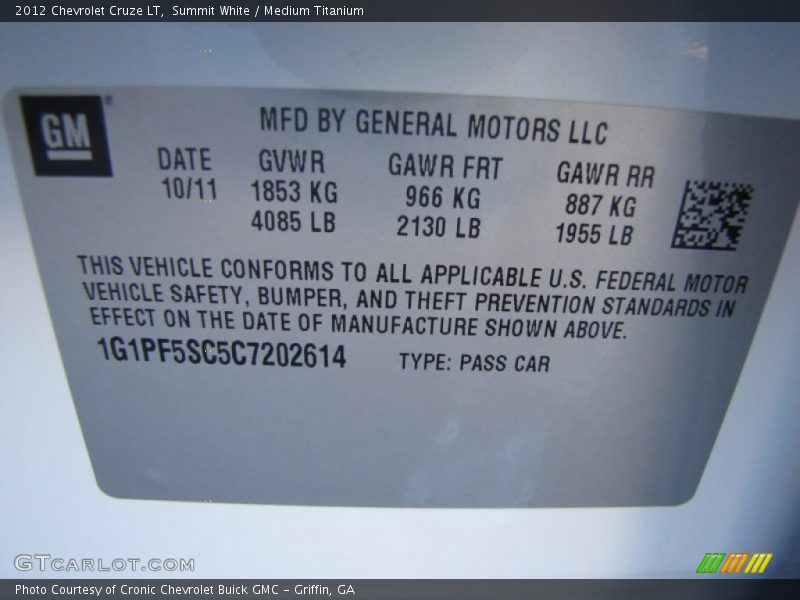 2012 Chevrolet Cruze LT, Summit White / Medium Titanium
GM
MFD BY GENERAL MOTORS LLC
DATE GVWR GAWR FRT GAWR RR
10/11 1853 KG 966 KG 887 KG
4085 LB 2130 LB 1955 LB
THIS VEHICLE CONFORMS TO ALL APPLICABLE U.S. FEDERAL MOTOR
VEHICLE SAFETY, BUMPER, AND THEFT PREVENTION STANDARDS IN
EFFECT ON THE DATE OF MANUFACTURE SHOWN ABOVE.
1G1PF5SC5C7202614 TYPE: PASS CAR
GTCARLOT.COM
Photo Courtesy of Cronic Chevrolet Buick GMC – Griffin, GA